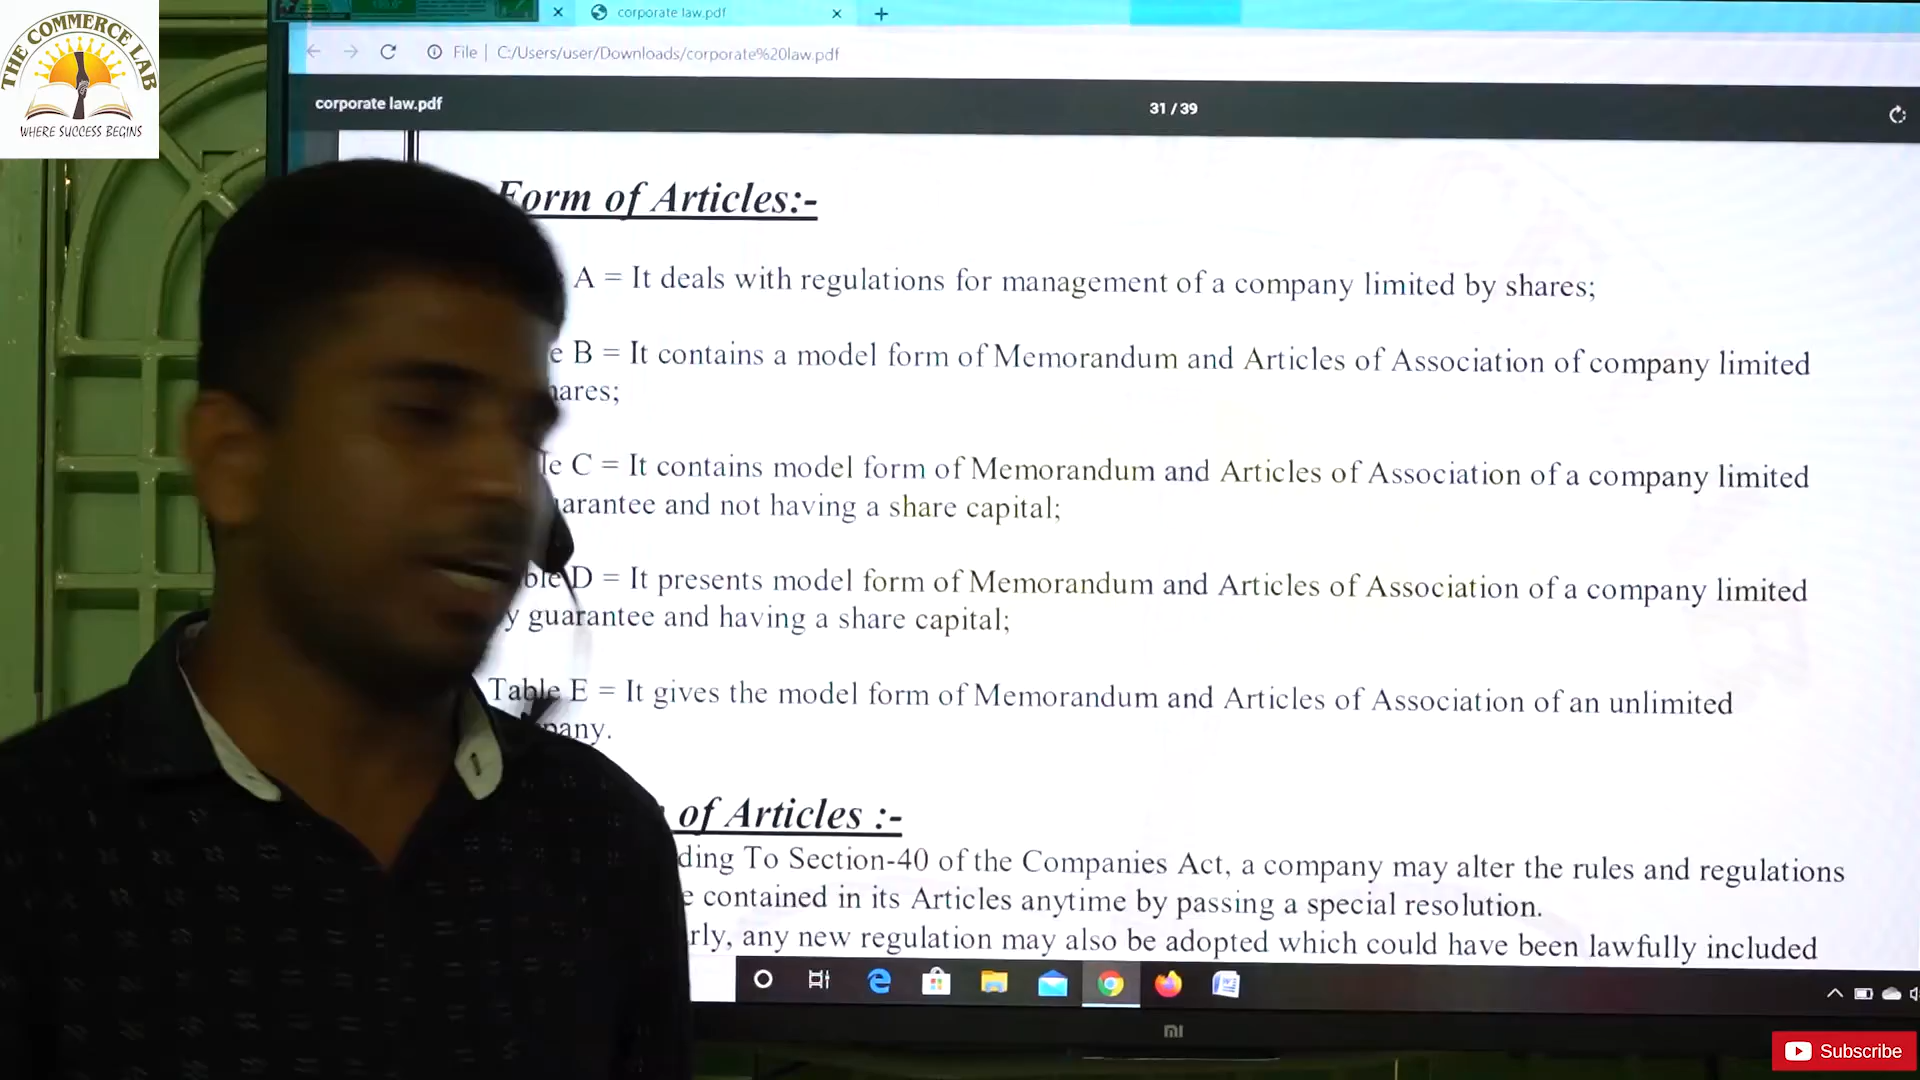 THE COMMERCE LAB
WHERE SUCCESS BEGINS
corporate law.pdf
File | C:/Users/user/Downloads/corporate%20law.pdf
corporate law.pdf
31 / 39
Form of Articles:-
A = It deals with regulations for management of a company limited by shares;
B = It contains a model form of Memorandum and Articles of Association of company limited
C = It contains model form of Memorandum and Articles of Association of a company limited
and not having a share capital;
D = It presents model form of Memorandum and Articles of Association of a company limited
guarantee and having a share capital;
Table E = It gives the model form of Memorandum and Articles of Association of an unlimited
of Articles :-
To Section-40 of the Companies Act, a company may alter the rules and regulations
contained in its Articles anytime by passing a special resolution.
any new regulation may also be adopted which could have been lawfully included
mi
Subscribe